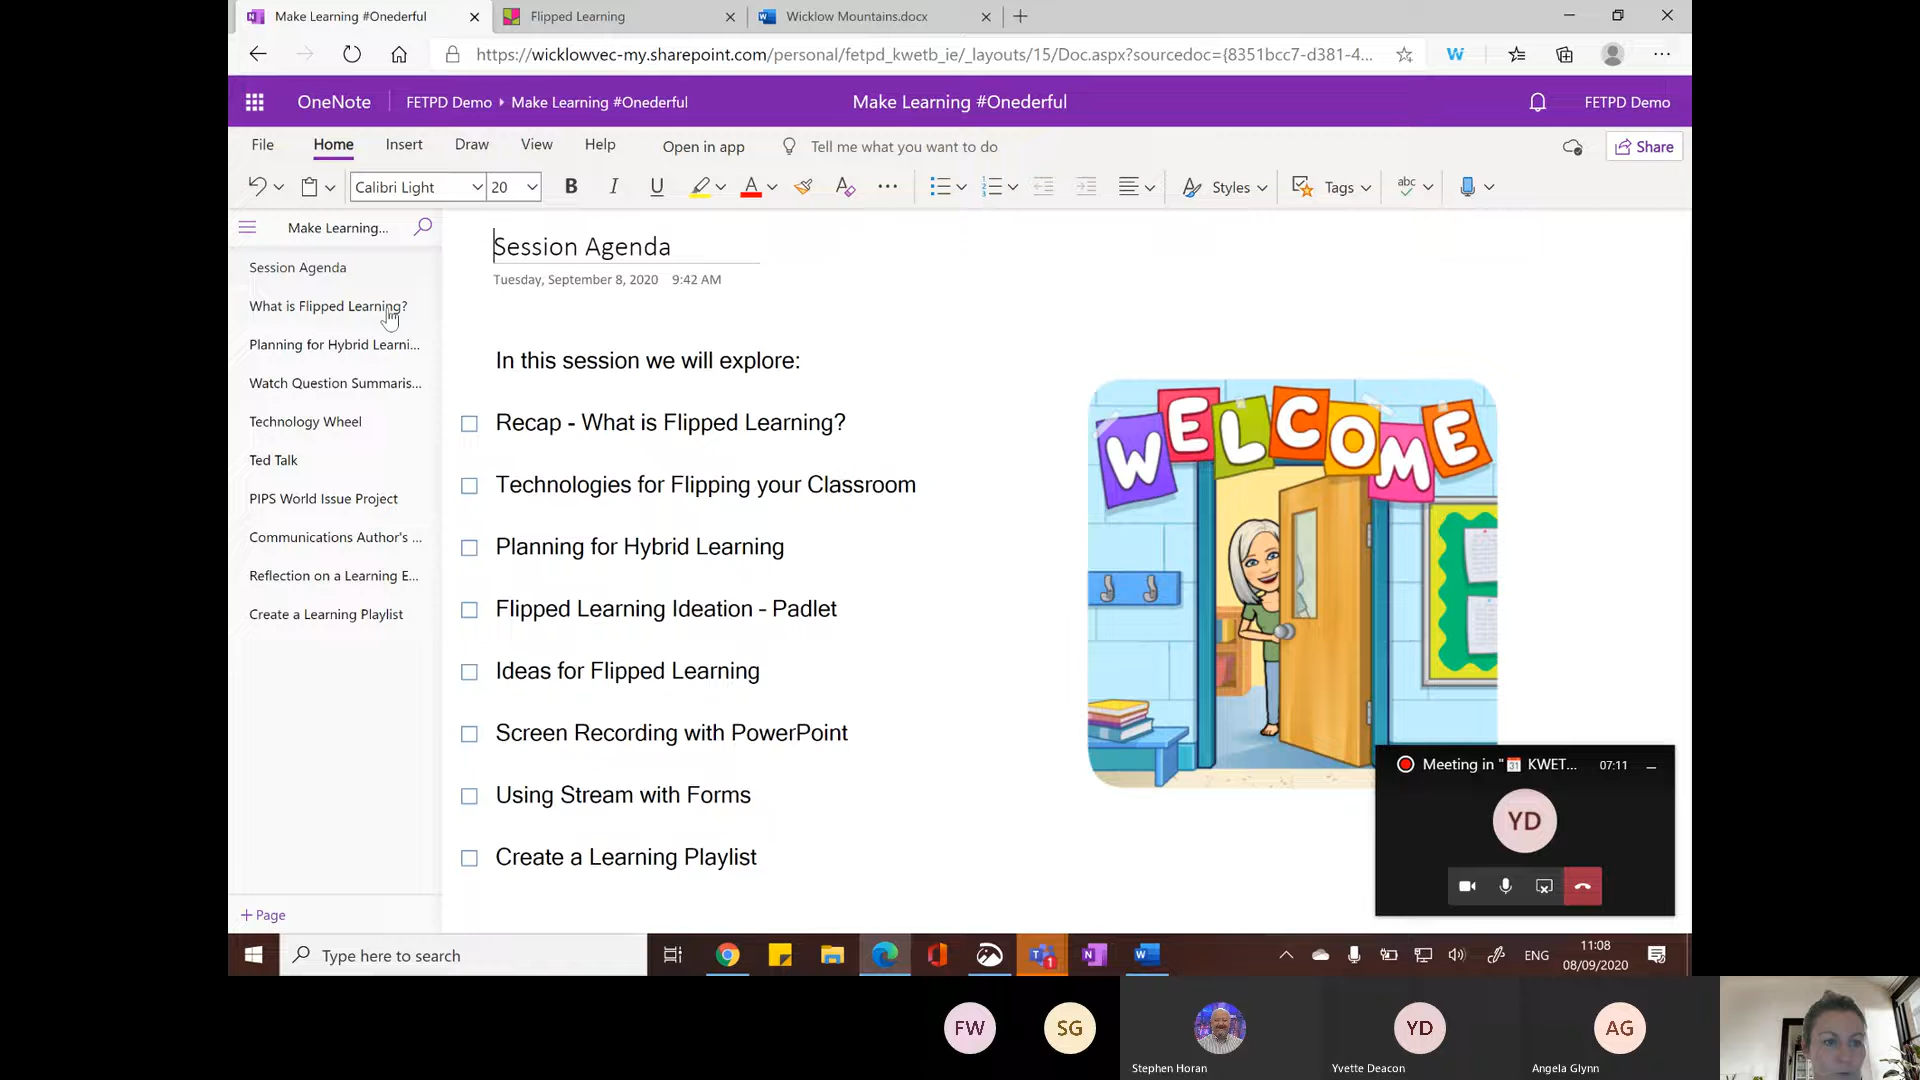 Make Learning #Onederful
Flipped Learning
Wicklow Mountains.docx
https://wicklowvec-my.sharepoint.com/personal/fetpd_kwetb_ie/_layouts/15/Doc.aspx?sourcedoc={8351bcc7-d381-4...
OneNote
FETPD Demo
Make Learning #Onederful
Make Learning #Onederful
FETPD Demo
File Home Insert Draw View Help Open in app Tell me what you want to do
Share
Calibri Light 20 B I U A Styles Tags abc
Make Learning...
Session Agenda
What is Flipped Learning?
Planning for Hybrid Learni...
Watch Question Summaris...
Technology Wheel
Ted Talk
PIPS World Issue Project
Communications Author's ...
Reflection on a Learning E...
Create a Learning Playlist
+ Page
Session Agenda
Tuesday, September 8, 2020 9:42 AM
In this session we will explore:
Recap - What is Flipped Learning?
Technologies for Flipping your Classroom
Planning for Hybrid Learning
Flipped Learning Ideation - Padlet
Ideas for Flipped Learning
Screen Recording with PowerPoint
Using Stream with Forms
Create a Learning Playlist
WELCOME
Meeting in " KWET... 07:11
YD
Type here to search
ENG
11:08
08/09/2020
FW
SG
YD
AG
Stephen Horan
Yvette Deacon
Angela Glynn